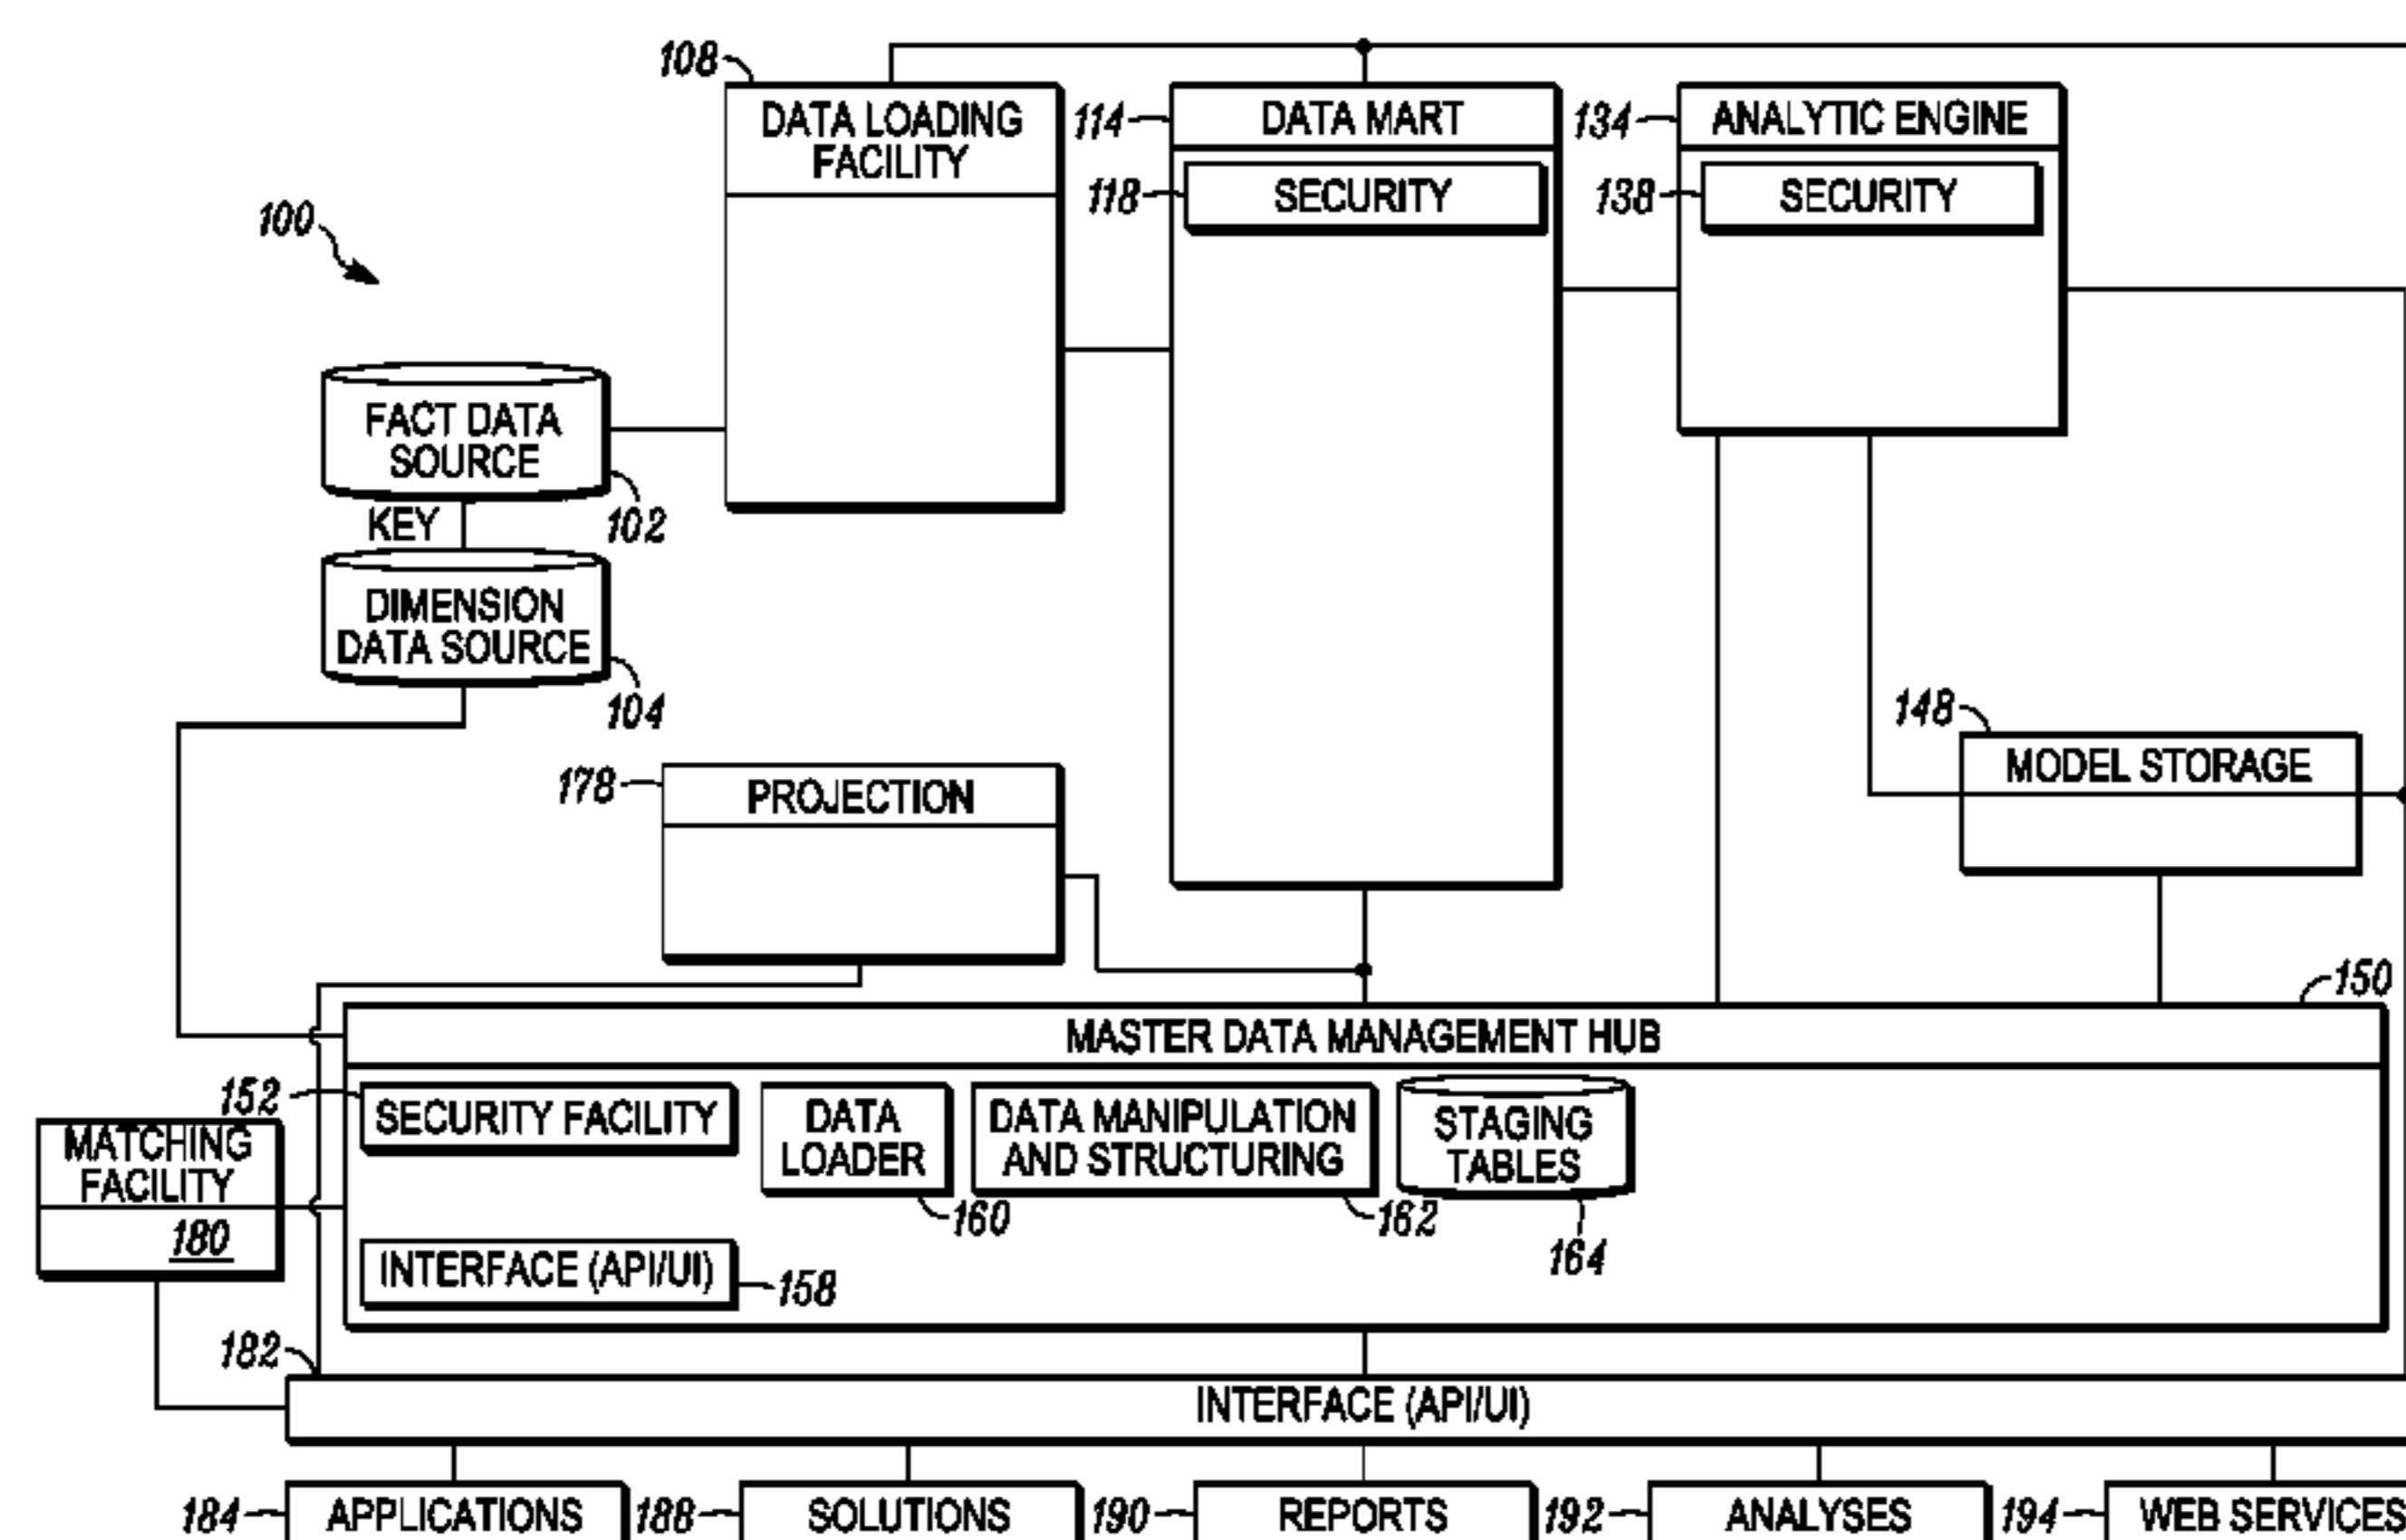 108
DATA LOADING
FACILITY
114
DATA MART
118
SECURITY
134
ANALYTIC ENGINE
138
SECURITY
100
FACT DATA
SOURCE
102
KEY
DIMENSION
DATA SOURCE
104
178
PROJECTION
148
MODEL STORAGE
150
MASTER DATA MANAGEMENT HUB
152
SECURITY FACILITY
DATA
LOADER
160
DATA MANIPULATION
AND STRUCTURING
162
STAGING
TABLES
164
MATCHING
FACILITY
180
INTERFACE (API/UI)
158
182
INTERFACE (API/UI)
184
APPLICATIONS
188
SOLUTIONS
190
REPORTS
192
ANALYSES
194
WEB SERVICES